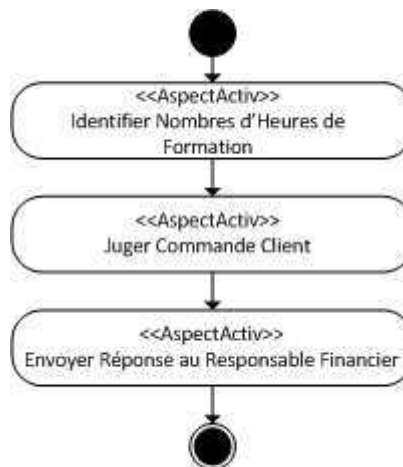 <<AspectActiv>>
Identifier Nombres d'Heures de
Formation
<<AspectActiv>>
Juger Commande Client
<<AspectActiv>>
Envoyer Réponse au Responsable Financier